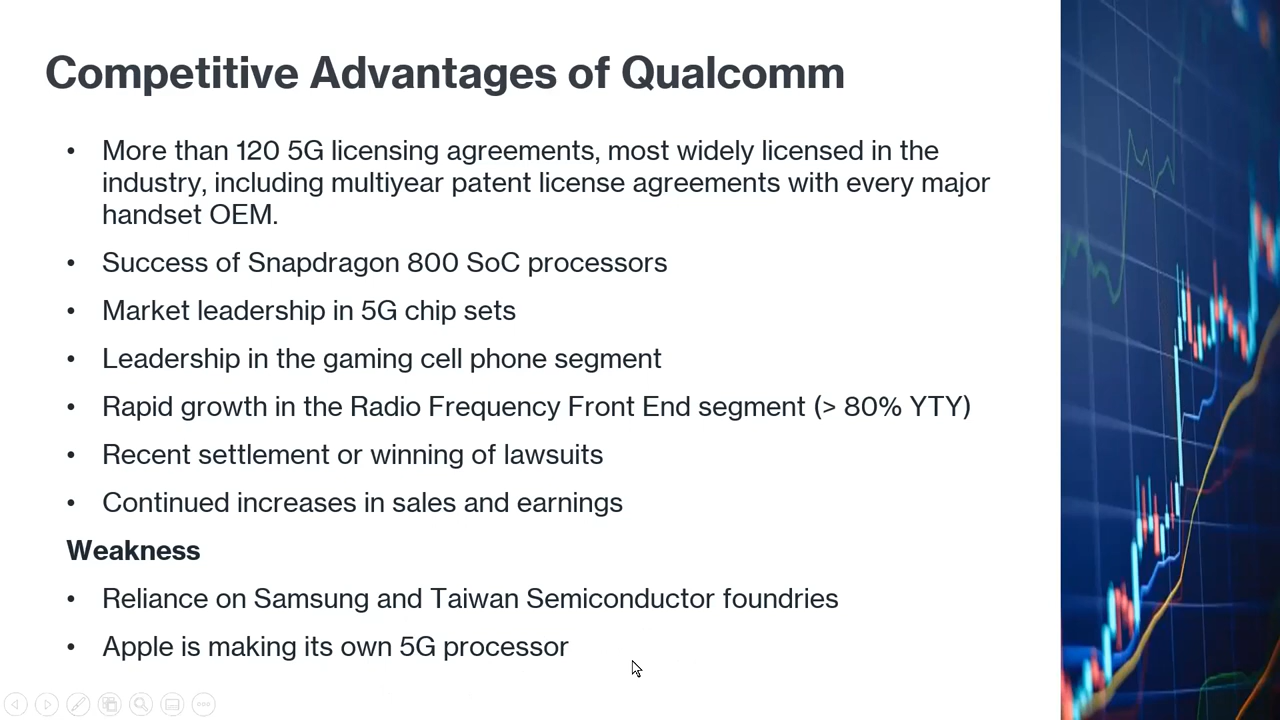 Competitive Advantages of Qualcomm
• More than 120 5G licensing agreements, most widely licensed in the
industry, including multiyear patent license agreements with every major
handset OEM.
• Success of Snapdragon 800 SoC processors
• Market leadership in 5G chip sets
• Leadership in the gaming cell phone segment
• Rapid growth in the Radio Frequency Front End segment (> 80% YTY)
• Recent settlement or winning of lawsuits
• Continued increases in sales and earnings
Weakness
• Reliance on Samsung and Taiwan Semiconductor foundries
• Apple is making its own 5G processor